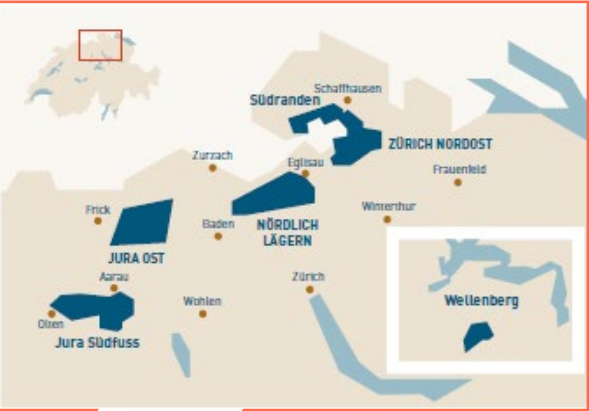 Schaffhausen
Südranden
ZÜRICH NORDOST
Zurzach
Eglisau
Frauenfeld
Frick
Baden
Winterthur
NÖRDLICH
LÄGERN
JURA OST
Aarau
Zürich
Wohlen
Wellenberg
Olten
Jura Südfuss